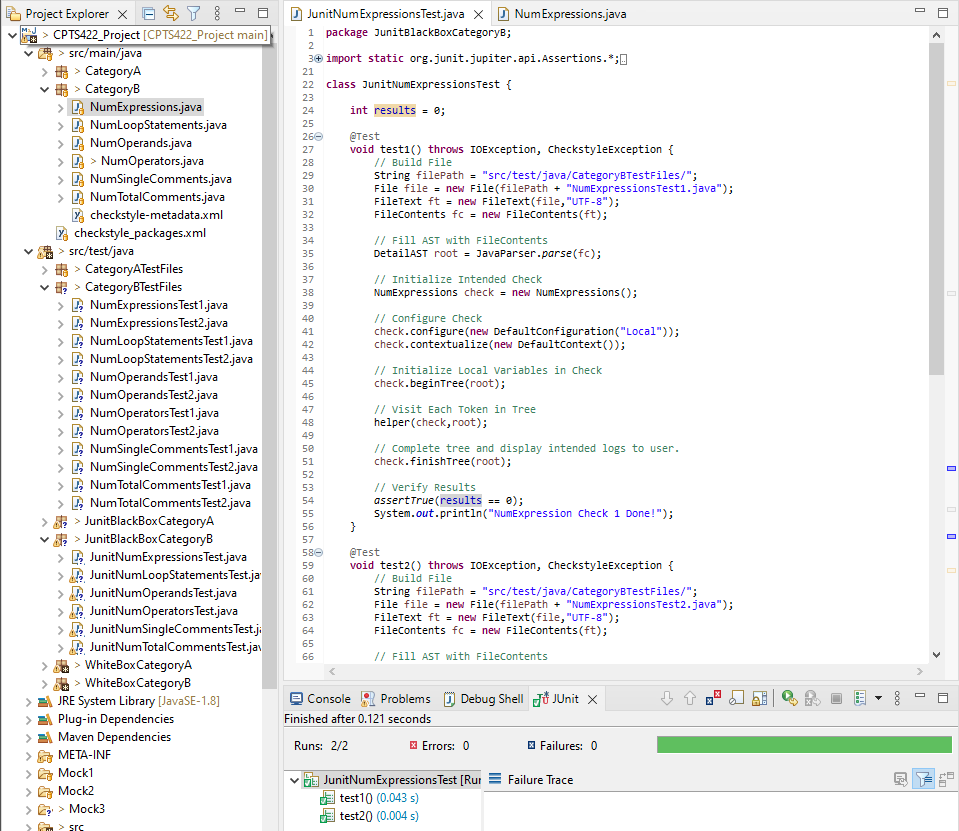 Project Explorer
CPTS422_Project [CPTS422_Project main]
> src/main/java
> CategoryA
> CategoryB
NumExpressions.java
NumLoopStatements.java
NumOperands.java
> NumOperators.java
NumSingleComments.java
NumTotalComments.java
checkstyle-metadata.xml
checkstyle_packages.xml
> src/test/java
> CategoryATestFiles
> CategoryBTestFiles
NumExpressionsTest1.java
NumExpressionsTest2.java
NumLoopStatementsTest1.java
NumLoopStatementsTest2.java
NumOperandsTest1.java
NumOperandsTest2.java
NumOperatorsTest1.java
NumOperatorsTest2.java
NumSingleCommentsTest1.java
NumSingleCommentsTest2.java
NumTotalCommentsTest1.java
NumTotalCommentsTest2.java
> JunitBlackBoxCategoryA
> JunitBlackBoxCategoryB
JunitNumExpressionsTest.java
JunitNumLoopStatementsTest.jav
JunitNumOperandsTest.java
JunitNumOperatorsTest.java
JunitNumSingleCommentsTest.j
JunitNumTotalCommentsTest.jav
> WhiteBoxCategoryA
> WhiteBoxCategoryB
JRE System Library [JavaSE-1.8]
Plug-in Dependencies
Maven Dependencies
META-INF
Mock1
Mock2
> Mock3
> src
JunitNumExpressionsTest.java NumExpressions.java
1 package JunitBlackBoxCategoryB;
2
3 import static org.junit.jupiter.api.Assertions.*;
21
22 class JunitNumExpressionsTest {
23
24 int results = 0;
25
26 @Test
27 void test1() throws IOException, CheckstyleException {
28 // Build File
29 String filePath = "src/test/java/CategoryBTestFiles/";
30 File file = new File(filePath + "NumExpressionsTest1.java");
31 FileText ft = new FileText(file,"UTF-8");
32 FileContents fc = new FileContents(ft);
33
34 // Fill AST with FileContents
35 DetailAST root = JavaParser.parse(fc);
36
37 // Initialize Intended Check
38 NumExpressions check = new NumExpressions();
39
40 // Configure Check
41 check.configure(new DefaultConfiguration("Local"));
42 check.contextualize(new DefaultContext());
43
44 // Initialize Local Variables in Check
45 check.beginTree(root);
46
47 // Visit Each Token in Tree
48 helper(check,root);
49
50 // Complete tree and display intended logs to user.
51 check.finishTree(root);
52
53 // Verify Results
54 assertTrue(results == 0);
55 System.out.println("NumExpression Check 1 Done!");
56 }
57
58 @Test
59 void test2() throws IOException, CheckstyleException {
60 // Build File
61 String filePath = "src/test/java/CategoryBTestFiles/";
62 File file = new File(filePath + "NumExpressionsTest2.java");
63 FileText ft = new FileText(file,"UTF-8");
64 FileContents fc = new FileContents(ft);
65
66 // Fill AST with FileContents
Console Problems Debug Shell JUnit
Finished after 0.121 seconds
Runs: 2/2 Errors: 0 Failures: 0
JunitNumExpressionsTest [Run Failure Trace
test1() (0.043 s)
test2() (0.004 s)